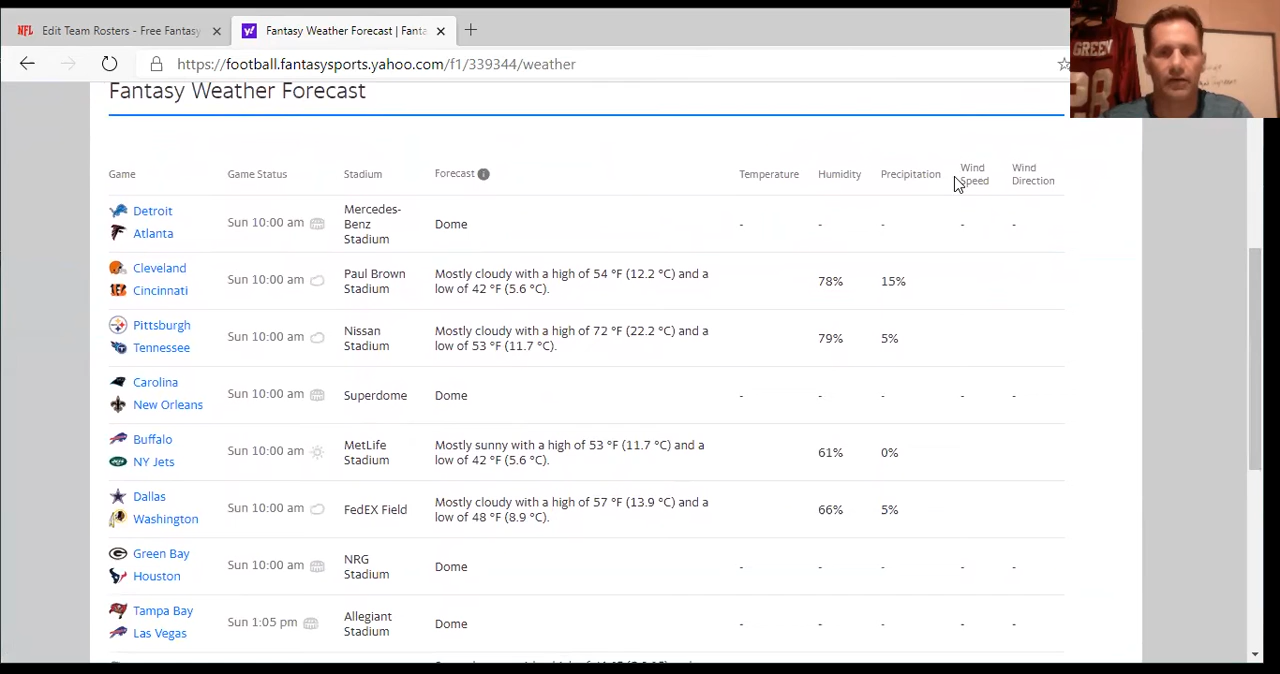 NFL Edit Team Rosters - Free Fantasy
y! Fantasy Weather Forecast | Fanta
https://football.fantasysports.yahoo.com/f1/339344/weather
GREEN
28
Fantasy Weather Forecast
Game Game Status Stadium Forecast Temperature Humidity Precipitation Wind Speed Wind Direction
Detroit
Atlanta
Sun 10:00 am
Mercedes-
Benz
Stadium
Dome - - - - -
Cleveland
Cincinnati
Sun 10:00 am
Paul Brown
Stadium
Mostly cloudy with a high of 54 °F (12.2 °C) and a
low of 42 °F (5.6 °C).
78% 15%
Pittsburgh
Tennessee
Sun 10:00 am
Nissan
Stadium
Mostly cloudy with a high of 72 °F (22.2 °C) and a
low of 53 °F (11.7 °C).
79% 5%
Carolina
New Orleans
Sun 10:00 am
Superdome
Dome - - - - -
Buffalo
NY Jets
Sun 10:00 am
MetLife
Stadium
Mostly sunny with a high of 53 °F (11.7 °C) and a
low of 42 °F (5.6 °C).
61% 0%
Dallas
Washington
Sun 10:00 am
FedEX Field
Mostly cloudy with a high of 57 °F (13.9 °C) and a
low of 48 °F (8.9 °C).
66% 5%
Green Bay
Houston
Sun 10:00 am
NRG
Stadium
Dome - - - - -
Tampa Bay
Las Vegas
Sun 1:05 pm
Allegiant
Stadium
Dome - - - - -